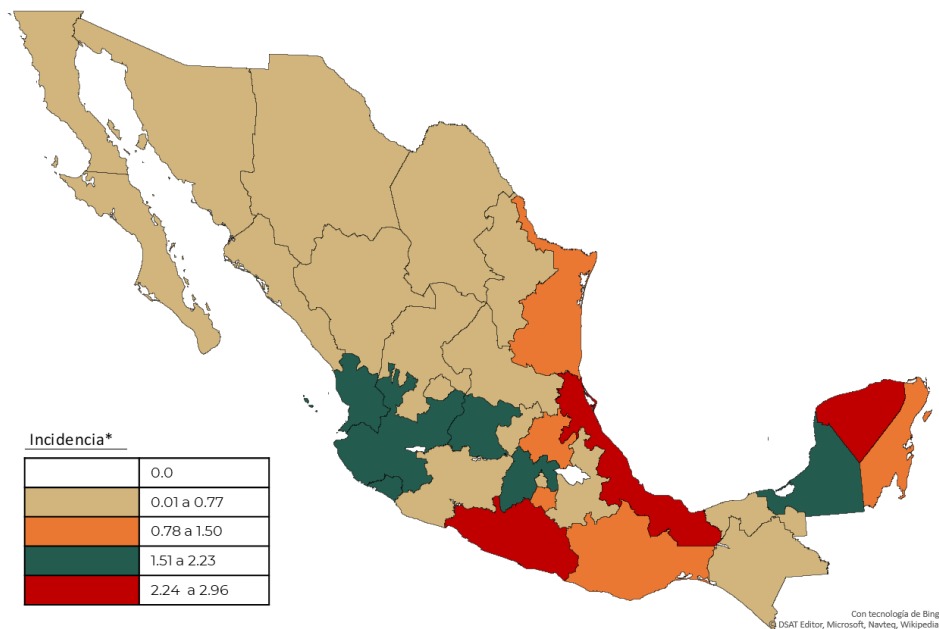 Incidencia*
0.0
0.01 a 0.77
0.78 a 1.50
1.51 a 2.23
2.24 a 2.96
Con tecnología de Bing
© DSAT Editor, Microsoft, Navteq, Wikipedia